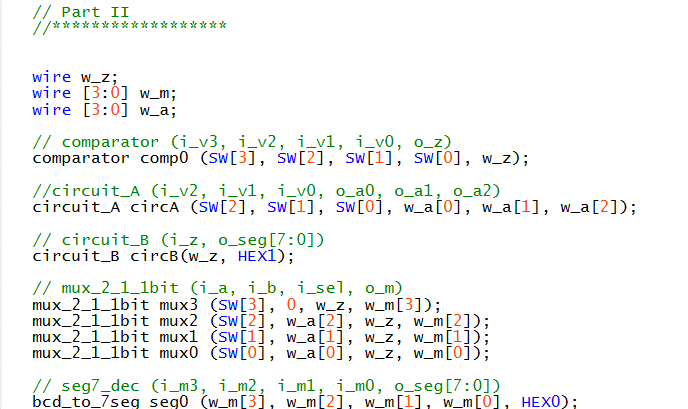 // Part II
//******************
wire w_z;
wire [3:0] w_m;
wire [3:0] w_a;
// comparator (i_v3, i_v2, i_v1, i_v0, o_z)
comparator comp0 (SW[3], SW[2], SW[1], SW[0], w_z);
//circuit_A (i_v2, i_v1, i_v0, o_a0, o_a1, o_a2)
circuit_A circA (SW[2], SW[1], SW[0], w_a[0], w_a[1], w_a[2]);
// circuit_B (i_z, o_seg[7:0])
circuit_B circB(w_z, HEX1);
// mux_2_1_1bit (i_a, i_b, i_sel, o_m)
mux_2_1_1bit mux3 (SW[3], 0, w_z, w_m[3]);
mux_2_1_1bit mux2 (SW[2], w_a[2], w_z, w_m[2]);
mux_2_1_1bit mux1 (SW[1], w_a[1], w_z, w_m[1]);
mux_2_1_1bit mux0 (SW[0], w_a[0], w_z, w_m[0]);
// seg7_dec (i_m3, i_m2, i_m1, i_m0, o_seg[7:0])
bcd_to_7seg seg0 (w_m[3], w_m[2], w_m[1], w_m[0], HEX0);